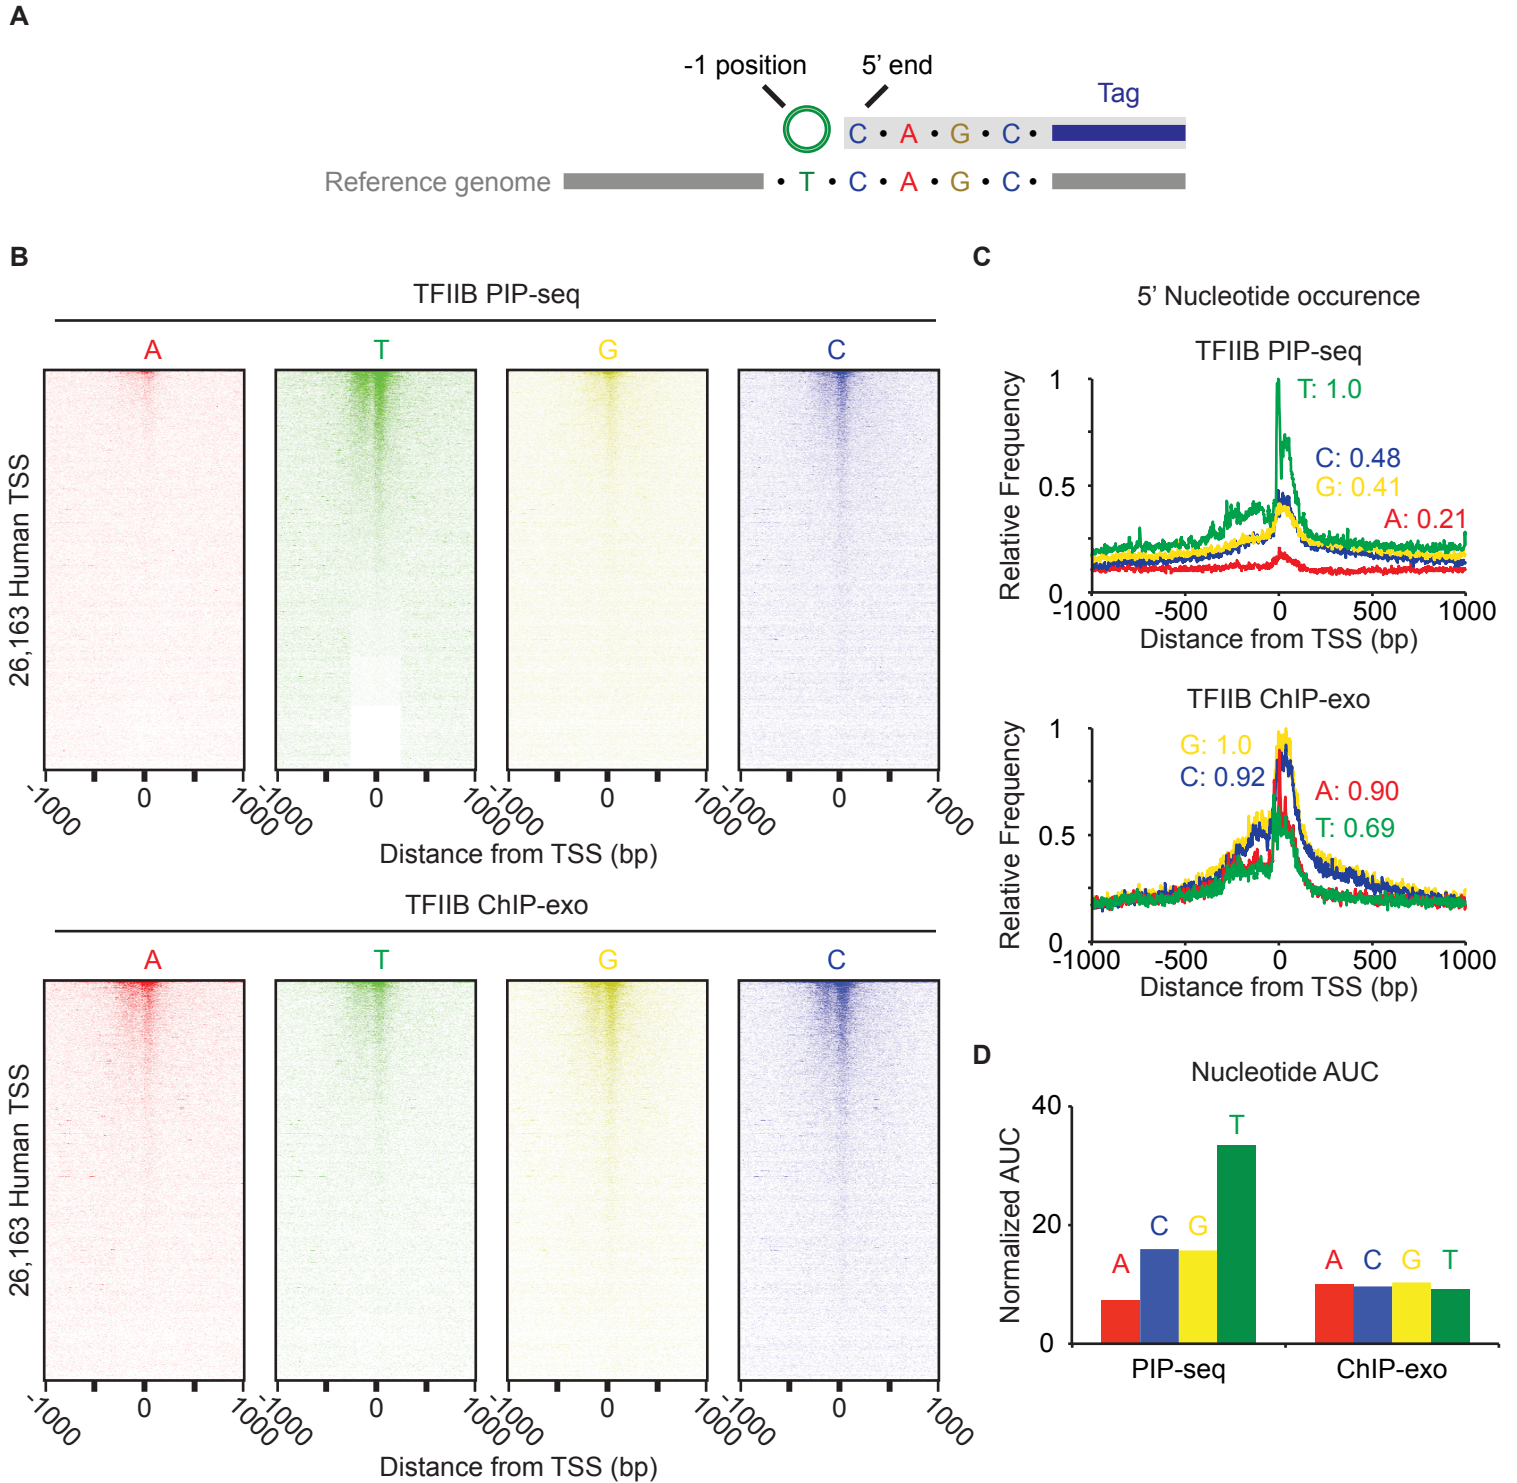 A
-1 position
5’ end
Tag
C • A • G • C •
Reference genome
• T • C • A • G • C •
B
TFIIB PIP-seq
A T G C
26,163 Human TSS
-1000 0 1000 -1000 0 1000 -1000 0 1000 -1000 0 1000
Distance from TSS (bp)
TFIIB ChIP-exo
A T G C
26,163 Human TSS
-1000 0 1000 -1000 0 1000 -1000 0 1000 -1000 0 1000
Distance from TSS (bp)
C
5’ Nucleotide occurence
TFIIB PIP-seq
Relative Frequency
1
0.5
0
T: 1.0
C: 0.48
G: 0.41
A: 0.21
-1000 -500 0 500 1000
Distance from TSS (bp)
TFIIB ChIP-exo
Relative Frequency
1
0.5
0
G: 1.0
C: 0.92
A: 0.90
T: 0.69
-1000 -500 0 500 1000
Distance from TSS (bp)
D
Nucleotide AUC
Normalized AUC
40
20
0
A C G T
A C G T
PIP-seq ChIP-exo